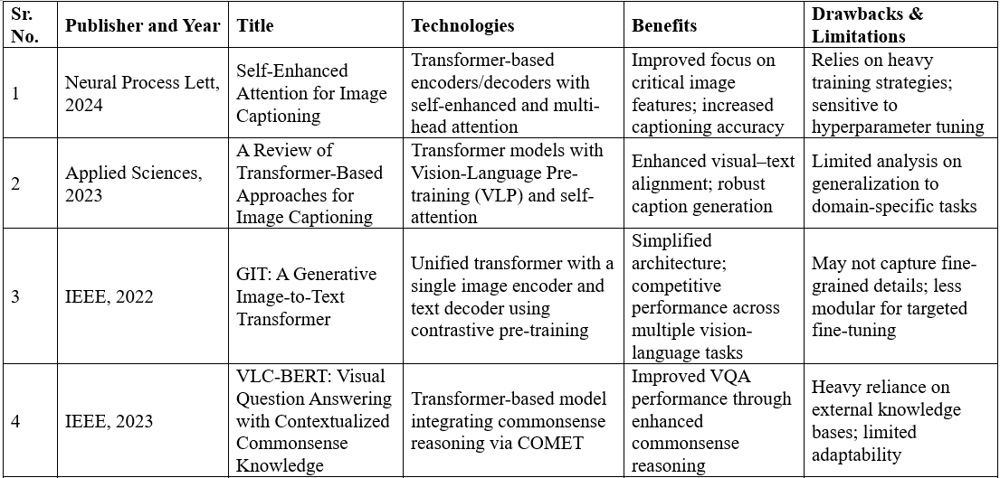 Sr. No.
Publisher and Year
Title
Technologies
Benefits
Drawbacks &
Limitations
1
Neural Process Lett,
2024
Self-Enhanced
Attention for Image
Captioning
Transformer-based
encoders/decoders with
self-enhanced and multi-
head attention
Improved focus on
critical image
features; increased
captioning accuracy
Relies on heavy
training strategies;
sensitive to
hyperparameter tuning
2
Applied Sciences,
2023
A Review of
Transformer-Based
Approaches for
Image Captioning
Transformer models with
Vision-Language Pre-
training (VLP) and self-
attention
Enhanced visual–text
alignment; robust
caption generation
Limited analysis on
generalization to
domain-specific tasks
3
IEEE, 2022
GIT: A Generative
Image-to-Text
Transformer
Unified transformer with a
single image encoder and
text decoder using
contrastive pre-training
Simplified
architecture;
competitive
performance across
multiple vision-
language tasks
May not capture fine-
grained details; less
modular for targeted
fine-tuning
4
IEEE, 2023
VLC-BERT: Visual
Question Answering
with Contextualized
Commonsense
Knowledge
Transformer-based model
integrating commonsense
reasoning via COMET
Improved VQA
performance through
enhanced
commonsense
reasoning
Heavy reliance on
external knowledge
bases; limited
adaptability